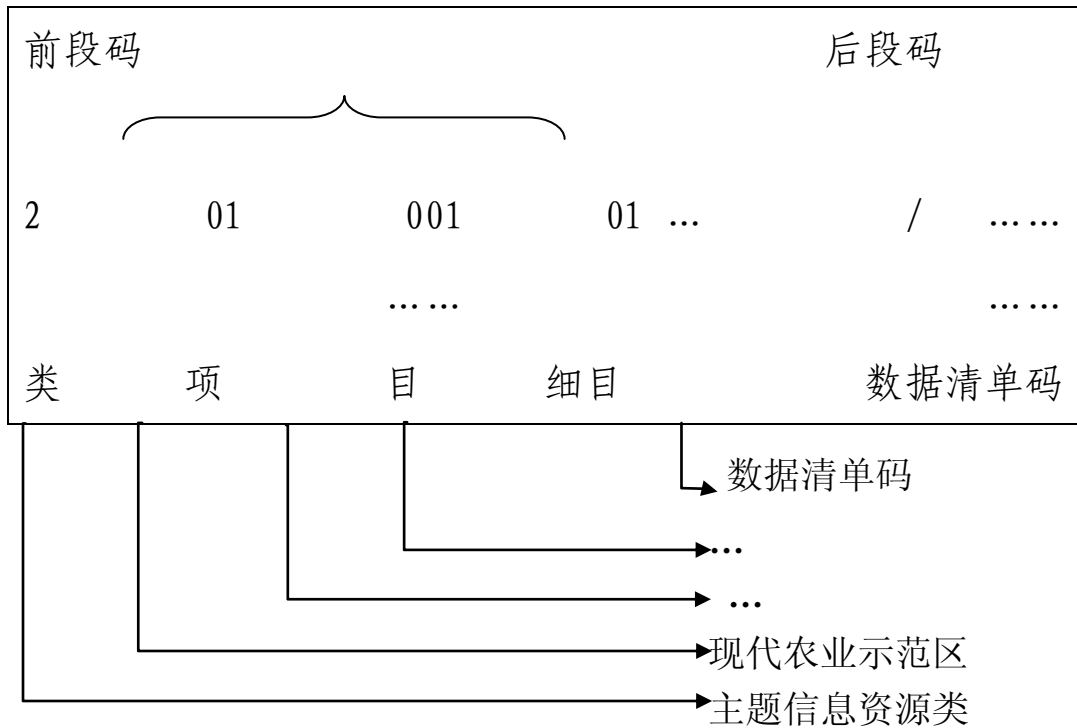 前段码 后段码
2 01 001 01 … / ……
…… ……
类 项 目 细目 数据清单码
数据清单码
…
…
现代农业示范区
主题信息资源类